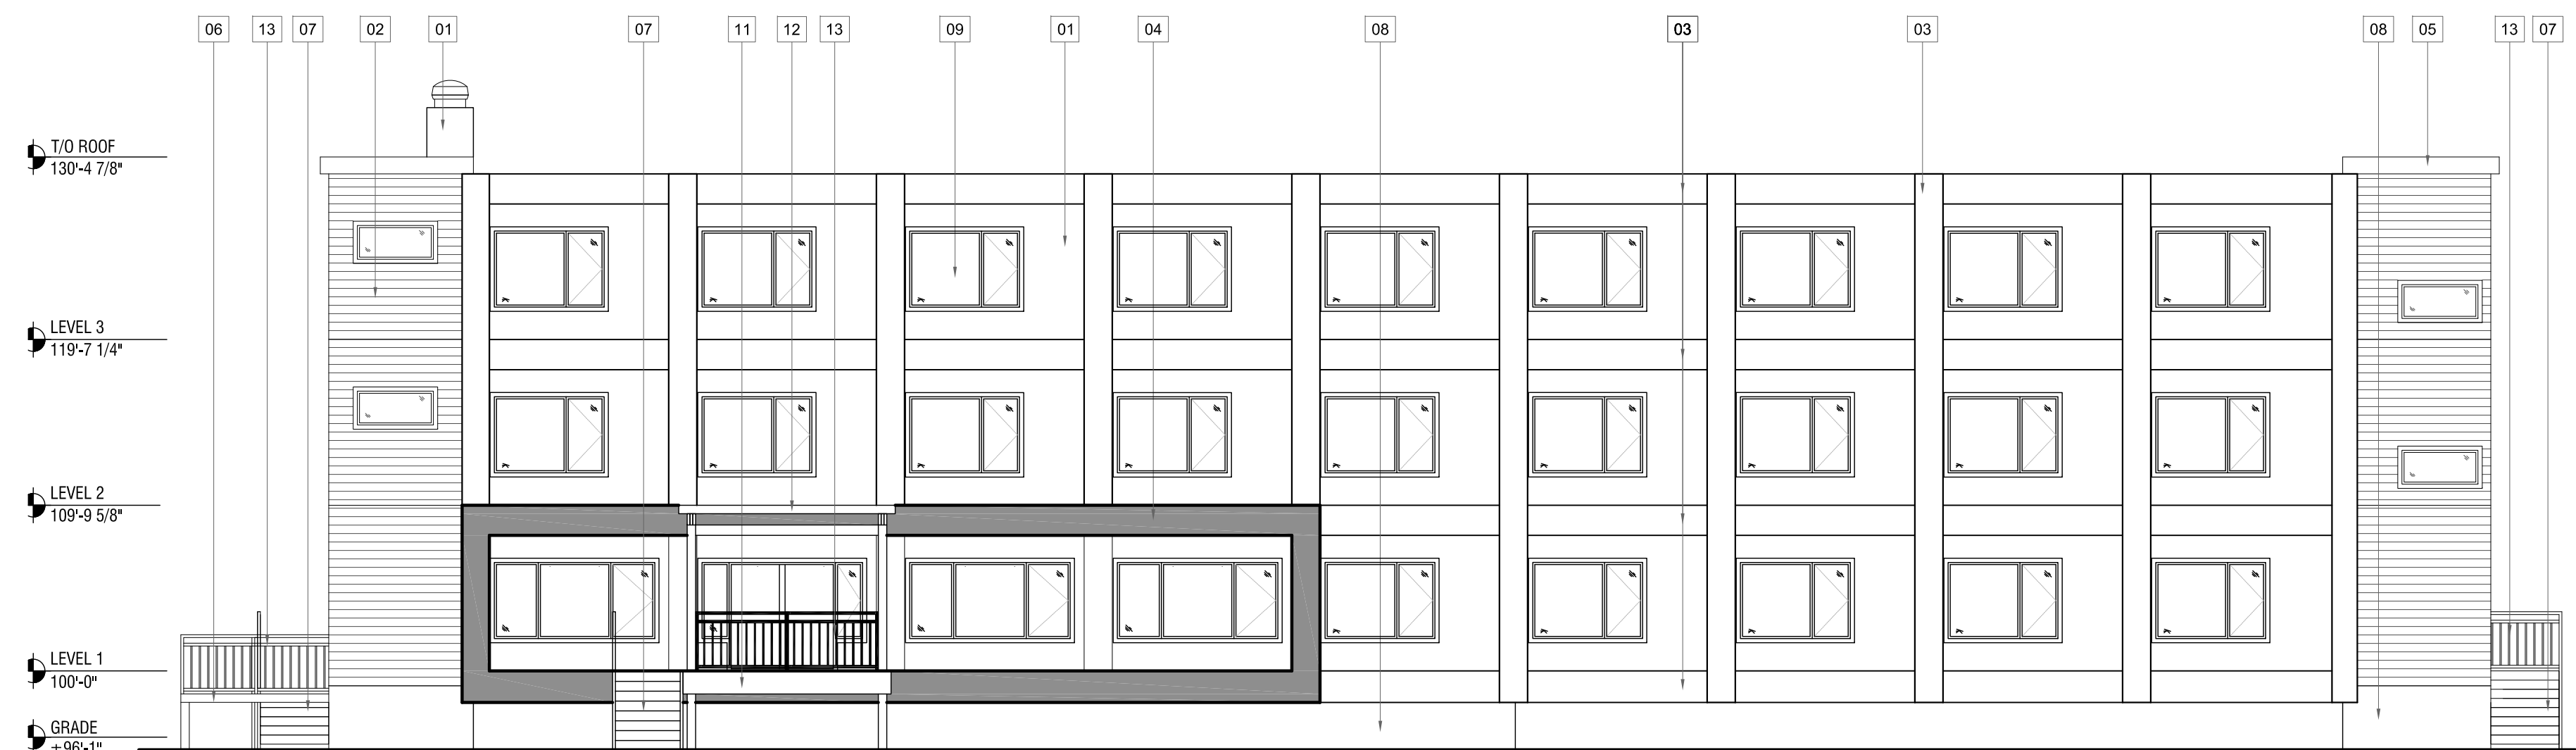 06 13 07 02 01 07 11 12 13 09 01 04 08 03 03 08 05 13 07
T/O ROOF
130'-4 7/8"
LEVEL 3
119'-7 1/4"
LEVEL 2
109'-9 5/8"
LEVEL 1
100'-0"
GRADE
±96'-1"